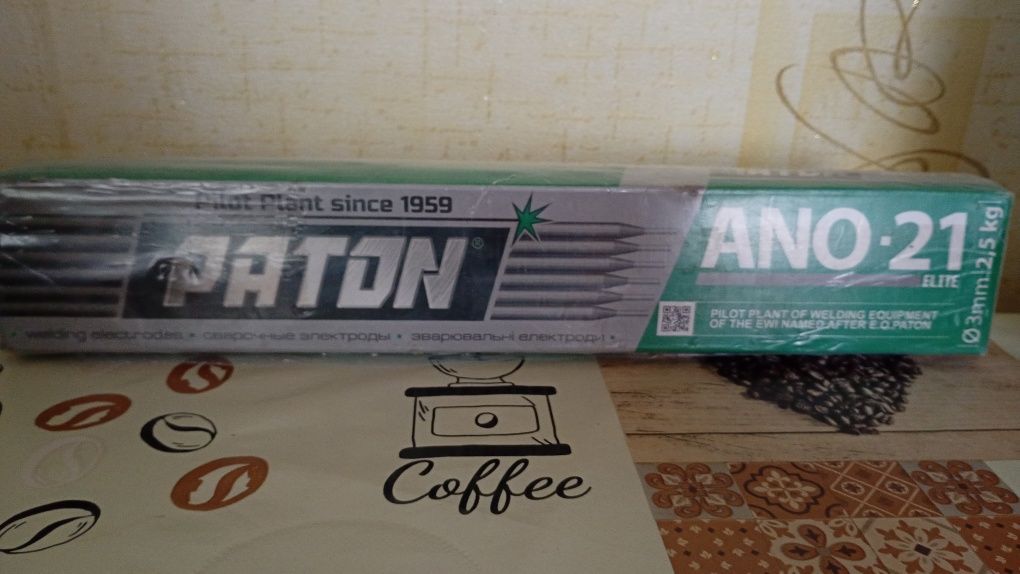 Pilot Plant since 1959
PATON®
welding electrodes • сварочные электроды • зварювальні електроди •
ANO·21
ELITE
PILOT PLANT OF WELDING EQUIPMENT
OF THE EWI NAMED AFTER E.O.PATON
Ø 3mm 2,5 kg
Coffee